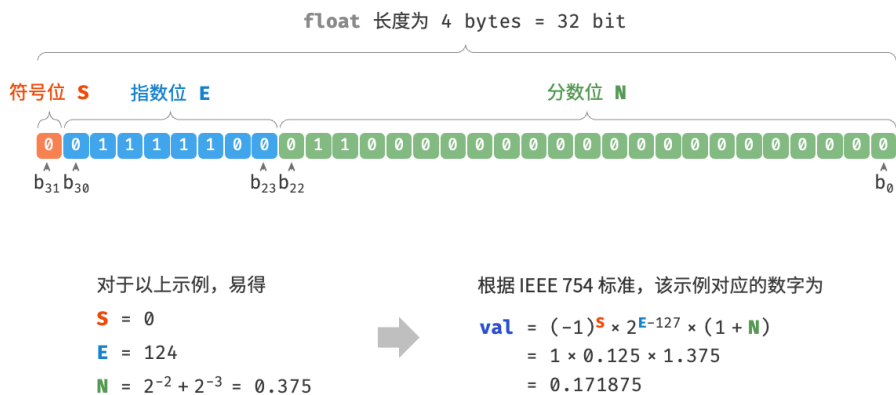 float 长度为 4 bytes = 32 bit
符号位 S 指数位 E 分数位 N
0 0 1 1 1 1 1 0 0 0 1 1 0 0 0 0 0 0 0 0 0 0 0 0 0 0 0 0 0 0 0 0
b₃₁ b₃₀ b₂₃ b₂₂ b₀
对于以上示例，易得
S = 0
E = 124
N = 2⁻² + 2⁻³ = 0.375
根据 IEEE 754 标准，该示例对应的数字为
val = (−1)ˢ × 2ᴱ⁻¹²⁷ × (1 + N)
= 1 × 0.125 × 1.375
= 0.171875